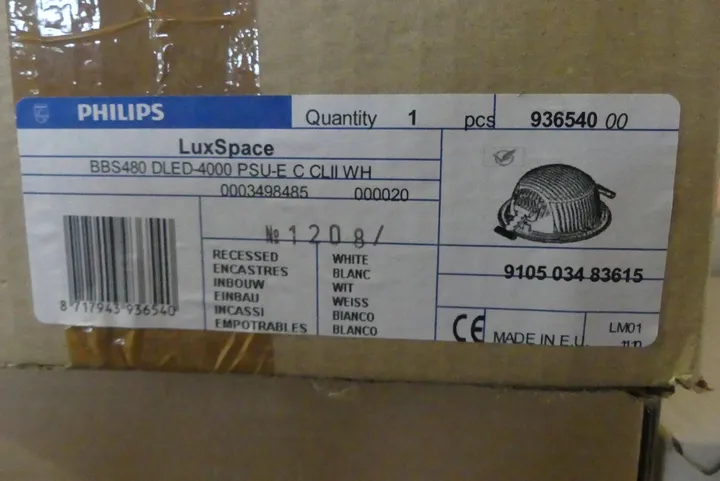 PHILIPS
Quantity 1 pcs 936540 00
LuxSpace
BBS480 DLED-4000 PSU-E C CLII WH
0003498485 000020
№ 1208/
RECESSED WHITE
ENCASTRES BLANC
INBOUW WIT
EINBAU WEISS
INCASSI BIANCO
EMPOTRABLES BLANCO
8 717943 936540
9105 034 83615
CE MADE IN E.U.
LM01